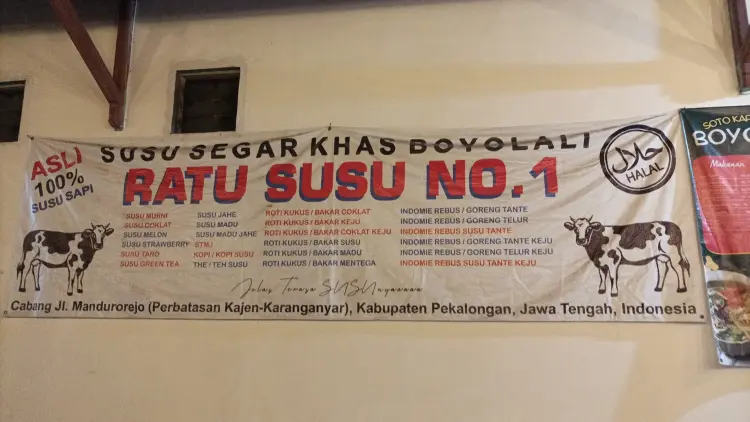 ASLI
100%
SUSU SAPI
SUSU SEGAR KHAS BOYOLALI
RATU SUSU NO.1
حلال
HALAL
SUSU MURNI
SUSU COKLAT
SUSU MELON
SUSU STRAWBERRY
SUSU TARO
SUSU GREEN TEA
SUSU JAHE
SUSU MADU
SUSU MADU JAHE
STMJ
KOPI / KOPI SUSU
THE / TEH SUSU
ROTI KUKUS / BAKAR COKLAT
ROTI KUKUS / BAKAR KEJU
ROTI KUKUS / BAKAR COKLAT KEJU
ROTI KUKUS / BAKAR SUSU
ROTI KUKUS / BAKAR MADU
ROTI KUKUS / BAKAR MENTEGA
INDOMIE REBUS / GORENG TANTE
INDOMIE REBUS / GORENG TELUR
INDOMIE REBUS SUSU TANTE
INDOMIE REBUS / GORENG TANTE KEJU
INDOMIE REBUS / GORENG TELUR KEJU
INDOMIE REBUS SUSU TANTE KEJU
Jelas Terasa SUSUnyaaaaa
Cabang Jl. Mandurorejo (Perbatasan Kajen-Karanganyar), Kabupaten Pekalongan, Jawa Tengah, Indonesia
SOTO
BOYO
Makanan